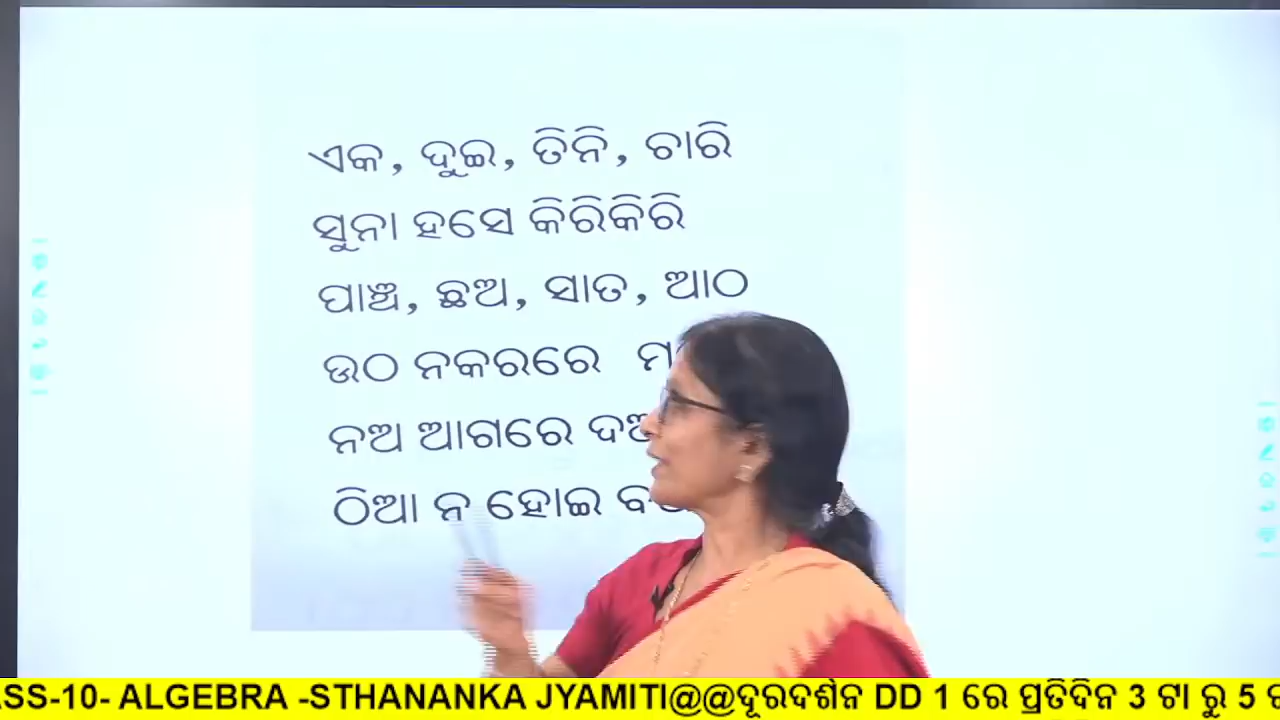 ଏକ, ଦୁଇ, ତିନି, ଚାରି
ସୁନା ହସେ କିରିକିରି
ପାଞ୍ଚ, ଛଅ, ସାତ, ଆଠ
ଉଠ ନକରରେ
ନଅ ଆଗରେ
ଠିଆ ନ ହୋଇ
ASS-10- ALGEBRA -STHANANKA JYAMITI@@ଦୂରଦର୍ଶନ DD 1 ରେ ପ୍ରତିଦିନ 3 ଟା ରୁ 5